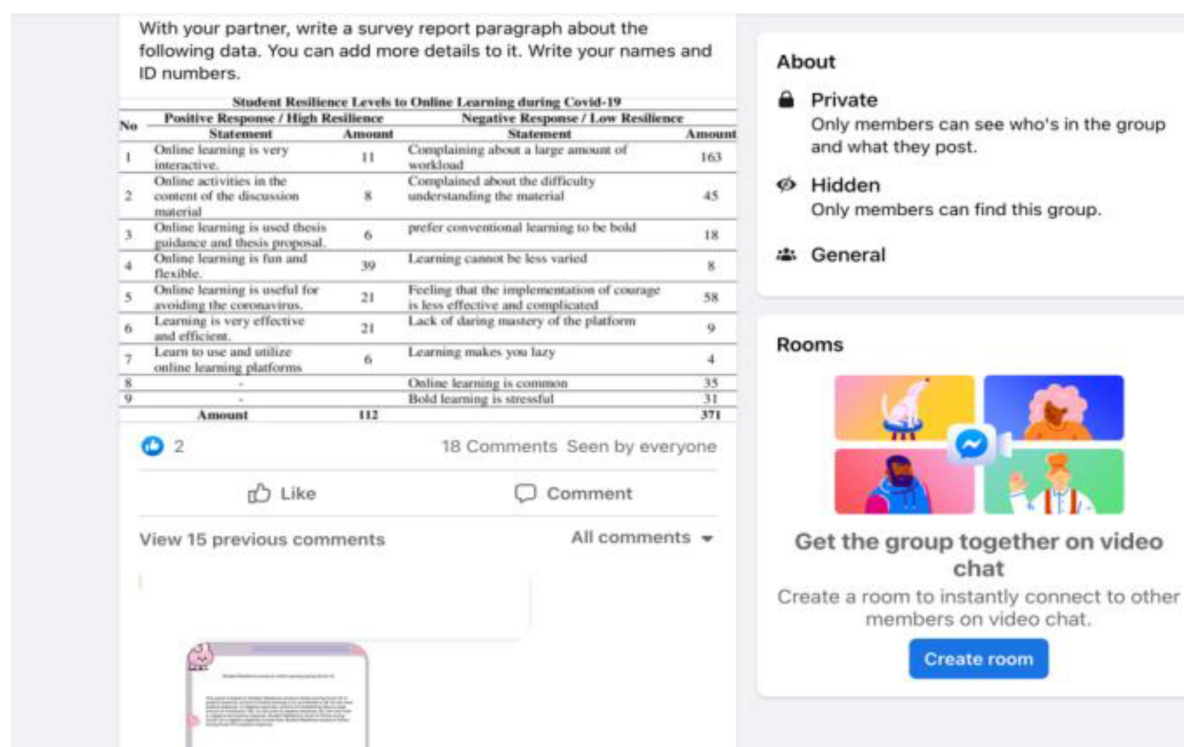 With your partner, write a survey report paragraph about the
following data. You can add more details to it. Write your names and
ID numbers.
Student Resilience Levels to Online Learning during Covid-19
No Positive Response / High Resilience Negative Response / Low Resilience
Statement Amount Statement Amount
1 Online learning is very interactive. 11 Complaining about a large amount of workload 163
2 Online activities in the content of the discussion material 8 Complained about the difficulty understanding the material 45
3 Online learning is used thesis guidance and thesis proposal. 6 prefer conventional learning to be bold 18
4 Online learning is fun and flexible. 39 Learning cannot be less varied 8
5 Online learning is useful for avoiding the coronavirus. 21 Feeling that the implementation of courage is less effective and complicated 58
6 Learning is very effective and efficient. 21 Lack of daring mastery of the platform 9
7 Learn to use and utilize online learning platforms 6 Learning makes you lazy 4
8 - Online learning is common 35
9 - Bold learning is stressful 31
Amount 112 371
2 18 Comments Seen by everyone
Like Comment
View 15 previous comments All comments
About
Private
Only members can see who's in the group
and what they post.
Hidden
Only members can find this group.
General
Rooms
Get the group together on video
chat
Create a room to instantly connect to other
members on video chat.
Create room